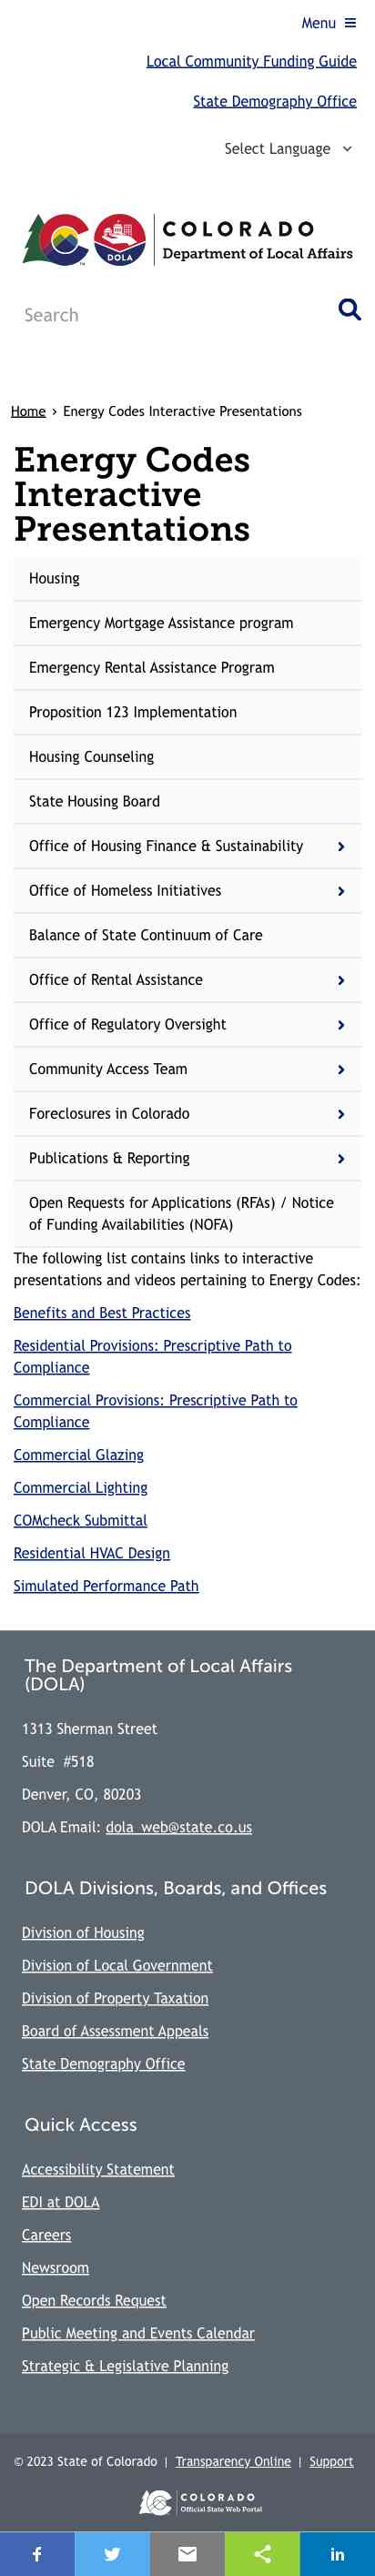 Menu
Local Community Funding Guide
State Demography Office
Select Language
DOLA
COLORADO
Department of Local Affairs
Search
Home › Energy Codes Interactive Presentations
Energy Codes
Interactive
Presentations
Housing
Emergency Mortgage Assistance program
Emergency Rental Assistance Program
Proposition 123 Implementation
Housing Counseling
State Housing Board
Office of Housing Finance & Sustainability
Office of Homeless Initiatives
Balance of State Continuum of Care
Office of Rental Assistance
Office of Regulatory Oversight
Community Access Team
Foreclosures in Colorado
Publications & Reporting
Open Requests for Applications (RFAs) / Notice
of Funding Availabilities (NOFA)
The following list contains links to interactive
presentations and videos pertaining to Energy Codes:
Benefits and Best Practices
Residential Provisions: Prescriptive Path to
Compliance
Commercial Provisions: Prescriptive Path to
Compliance
Commercial Glazing
Commercial Lighting
COMcheck Submittal
Residential HVAC Design
Simulated Performance Path
The Department of Local Affairs
(DOLA)
1313 Sherman Street
Suite #518
Denver, CO, 80203
DOLA Email: dola_web@state.co.us
DOLA Divisions, Boards, and Offices
Division of Housing
Division of Local Government
Division of Property Taxation
Board of Assessment Appeals
State Demography Office
Quick Access
Accessibility Statement
EDI at DOLA
Careers
Newsroom
Open Records Request
Public Meeting and Events Calendar
Strategic & Legislative Planning
© 2023 State of Colorado | Transparency Online | Support
COLORADO
Official State Web Portal